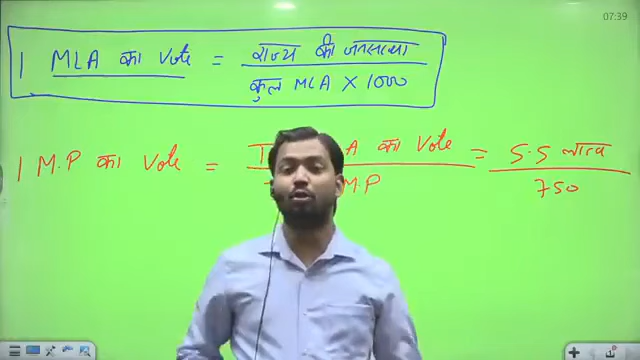 07:39
1 MLA का Vote = राज्य की जनसंख्या / कुल MLA X 1000
1 M.P का Vote = A का Vote / M.P = 5.5 लाख / 750